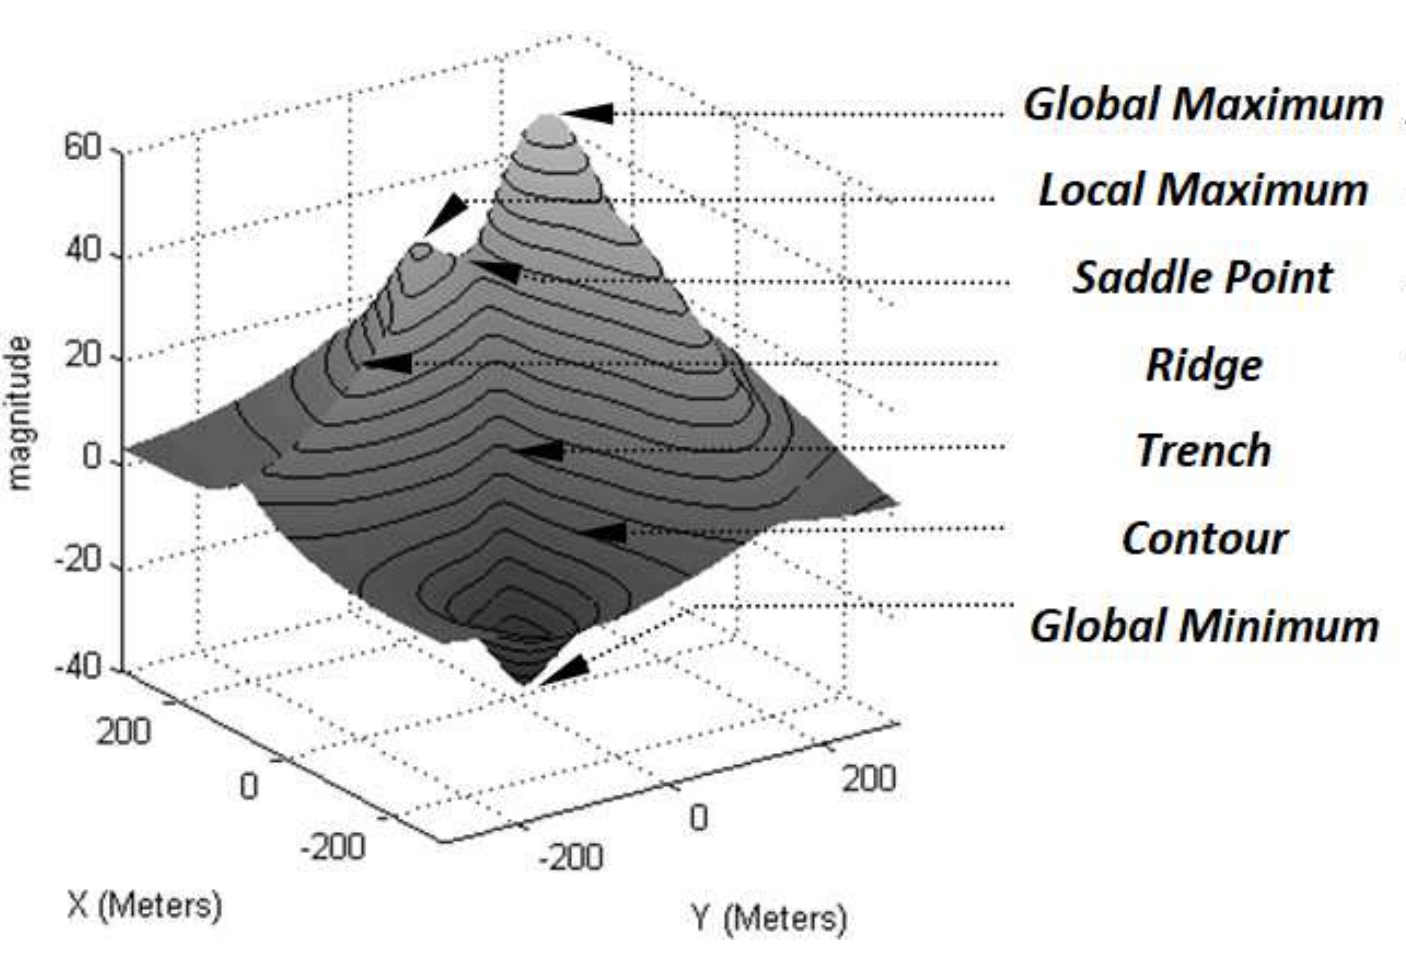 Global Maximum
Local Maximum
Saddle Point
Ridge
Trench
Contour
Global Minimum
magnitude
60
40
20
0
-20
-40
200
0
-200
X (Meters)
-200
0
200
Y (Meters)